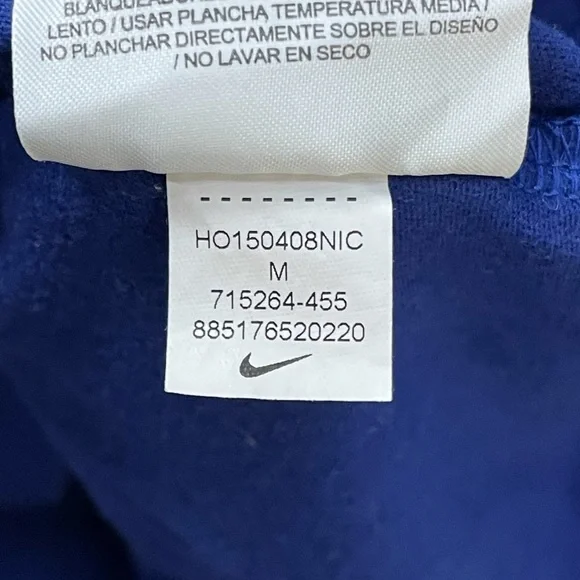 BLANQUEADOR
LENTO / USAR PLANCHA TEMPERATURA MEDIA /
NO PLANCHAR DIRECTAMENTE SOBRE EL DISEÑO
/ NO LAVAR EN SECO
--------
HO150408NIC
M
715264-455
885176520220